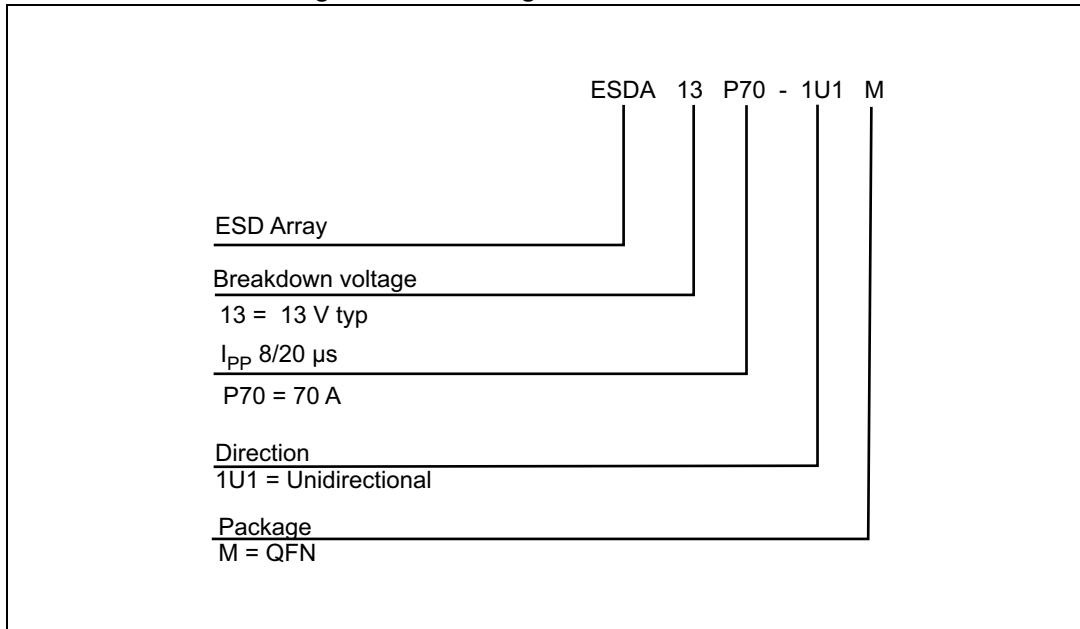 ESDA 13 P70 - 1U1 M
ESD Array
Breakdown voltage
13 = 13 V typ
IPP 8/20 µs
P70 = 70 A
Direction
1U1 = Unidirectional
Package
M = QFN